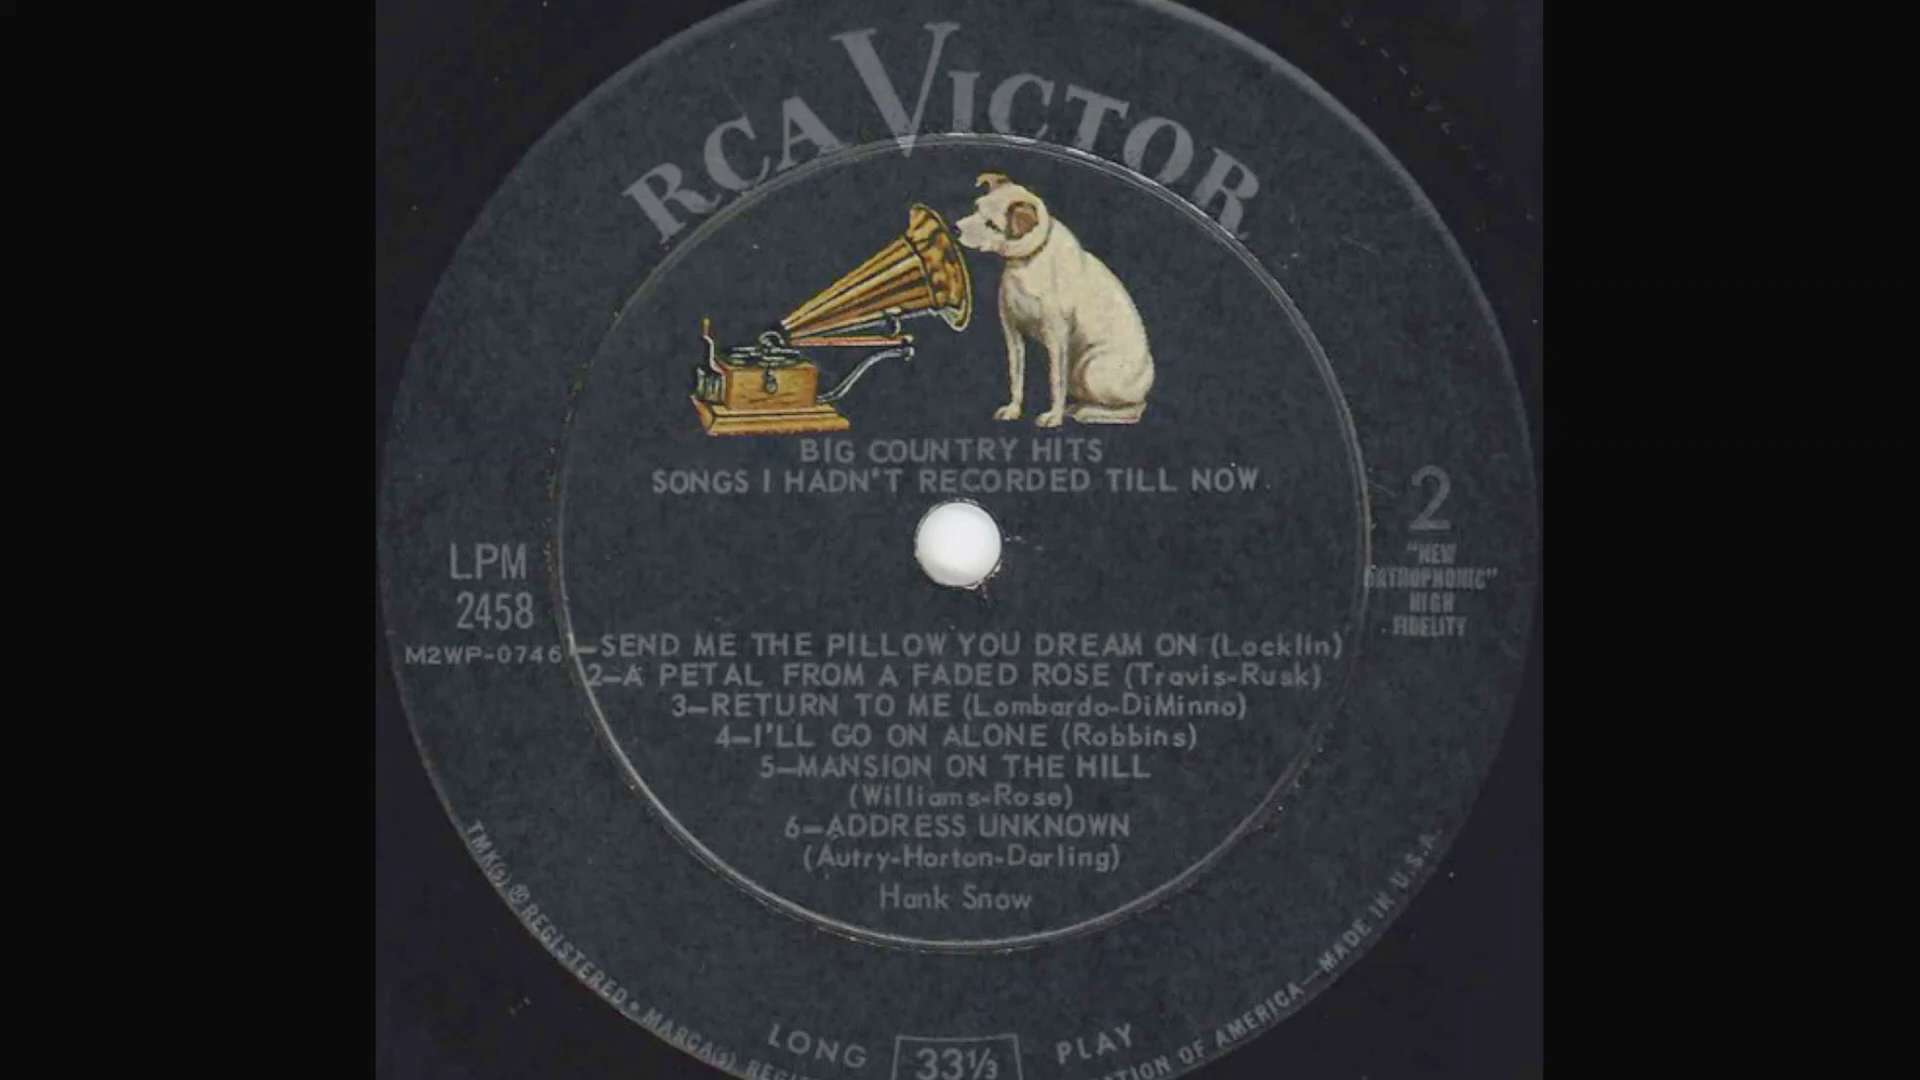 RCA VICTOR
BIG COUNTRY HITS
SONGS I HADN'T RECORDED TILL NOW
2
"NEW
ORTHOPHONIC"
HIGH
FIDELITY
LPM
2458
M2WP-0746
1—SEND ME THE PILLOW YOU DREAM ON (Locklin)
2—A PETAL FROM A FADED ROSE (Travis-Rusk)
3—RETURN TO ME (Lombardo-DiMinno)
4—I'LL GO ON ALONE (Robbins)
5—MANSION ON THE HILL
(Williams-Rose)
6—ADDRESS UNKNOWN
(Autry-Horton-Darling)
Hank Snow
TMK(s) ® REGISTERED • MARCA(s)
OF AMERICA—MADE IN U.S.A.
LONG 33⅓ PLAY